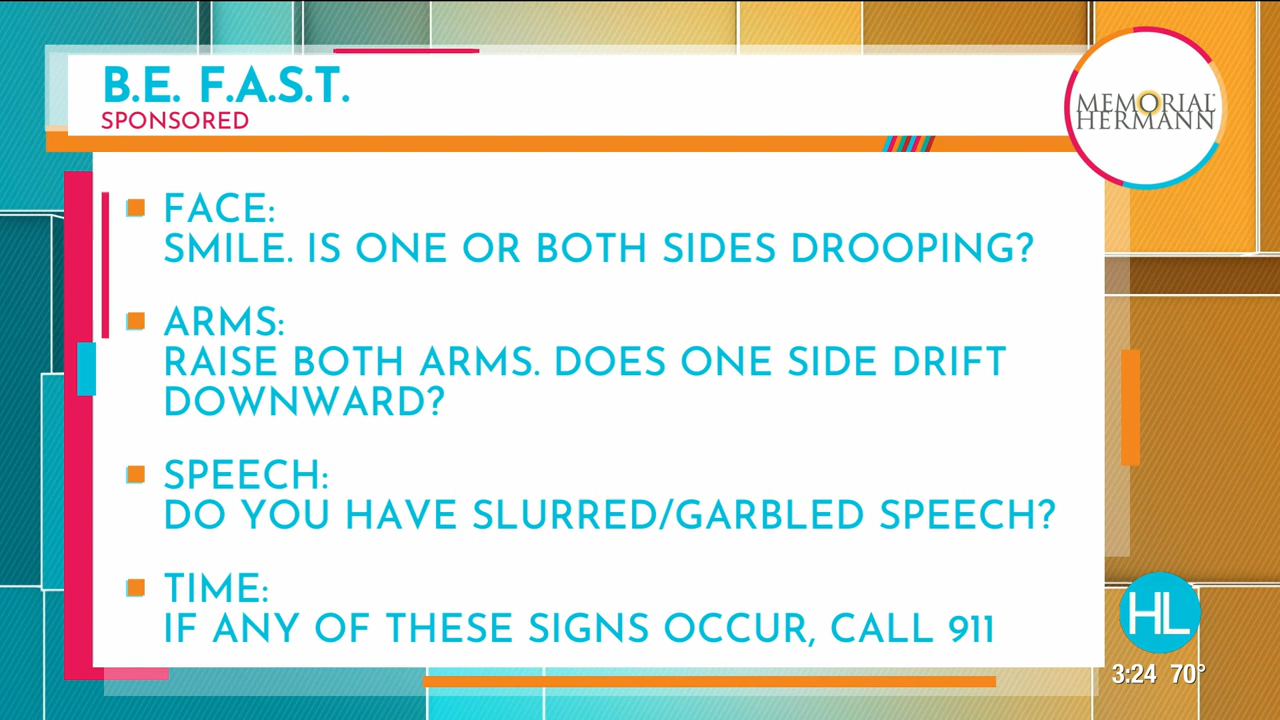 B.E. F.A.S.T.
SPONSORED
MEMORIAL
HERMANN
FACE:
SMILE. IS ONE OR BOTH SIDES DROOPING?
ARMS:
RAISE BOTH ARMS. DOES ONE SIDE DRIFT
DOWNWARD?
SPEECH:
DO YOU HAVE SLURRED/GARBLED SPEECH?
TIME:
IF ANY OF THESE SIGNS OCCUR, CALL 911
HL
3:24 70°